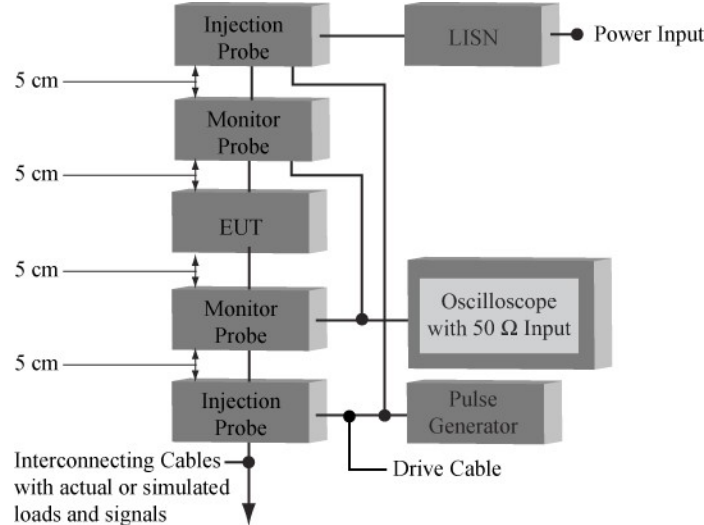 Injection
Probe
LISN
Power Input
5 cm
Monitor
Probe
5 cm
EUT
5 cm
Monitor
Probe
Oscilloscope
with 50 Ω Input
5 cm
Injection
Probe
Pulse
Generator
Interconnecting Cables
with actual or simulated
loads and signals
Drive Cable